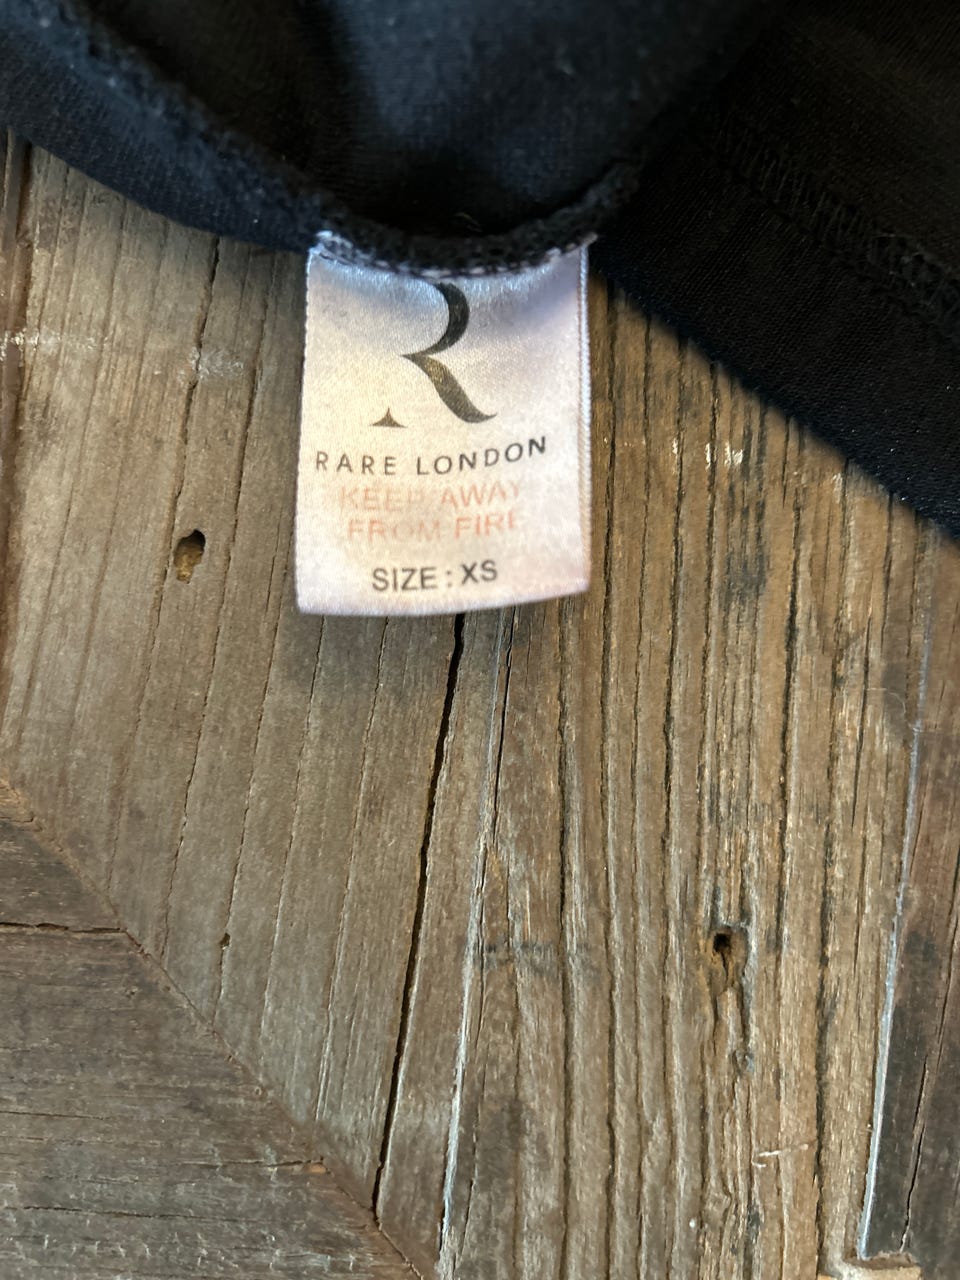 R
RARE LONDON
KEEP AWAY
FROM FIRE
SIZE : XS